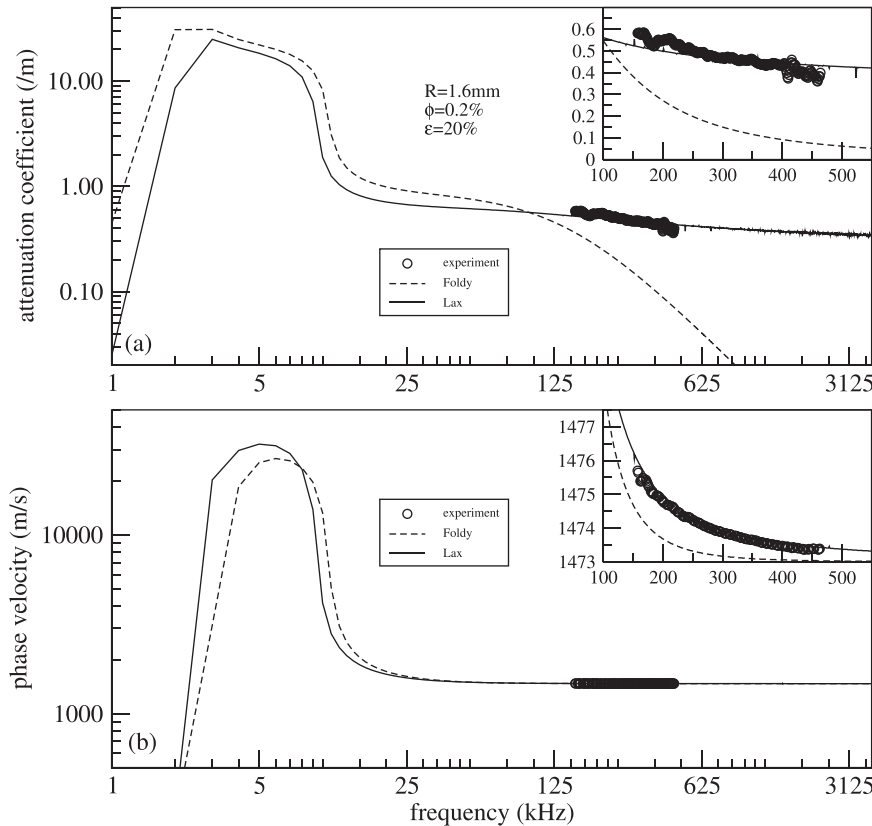 10.00
1.00
0.10
attenuation coefficient (/m)
(a)
R=1.6mm
ϕ=0.2%
ε=20%
0.6
0.5
0.4
0.3
0.2
0.1
0
100 200 300 400 500
experiment
Foldy
Lax
1 5 25 125 625 3125
10000
1000
phase velocity (m/s)
(b)
1477
1476
1475
1474
1473
100 200 300 400 500
experiment
Foldy
Lax
1 5 25 125 625 3125
frequency (kHz)